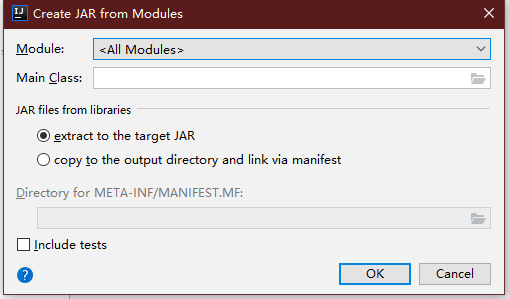 IJ Create JAR from Modules
Module: <All Modules>
Main Class:
JAR files from libraries
extract to the target JAR
copy to the output directory and link via manifest
Directory for META-INF/MANIFEST.MF:
Include tests
? OK Cancel